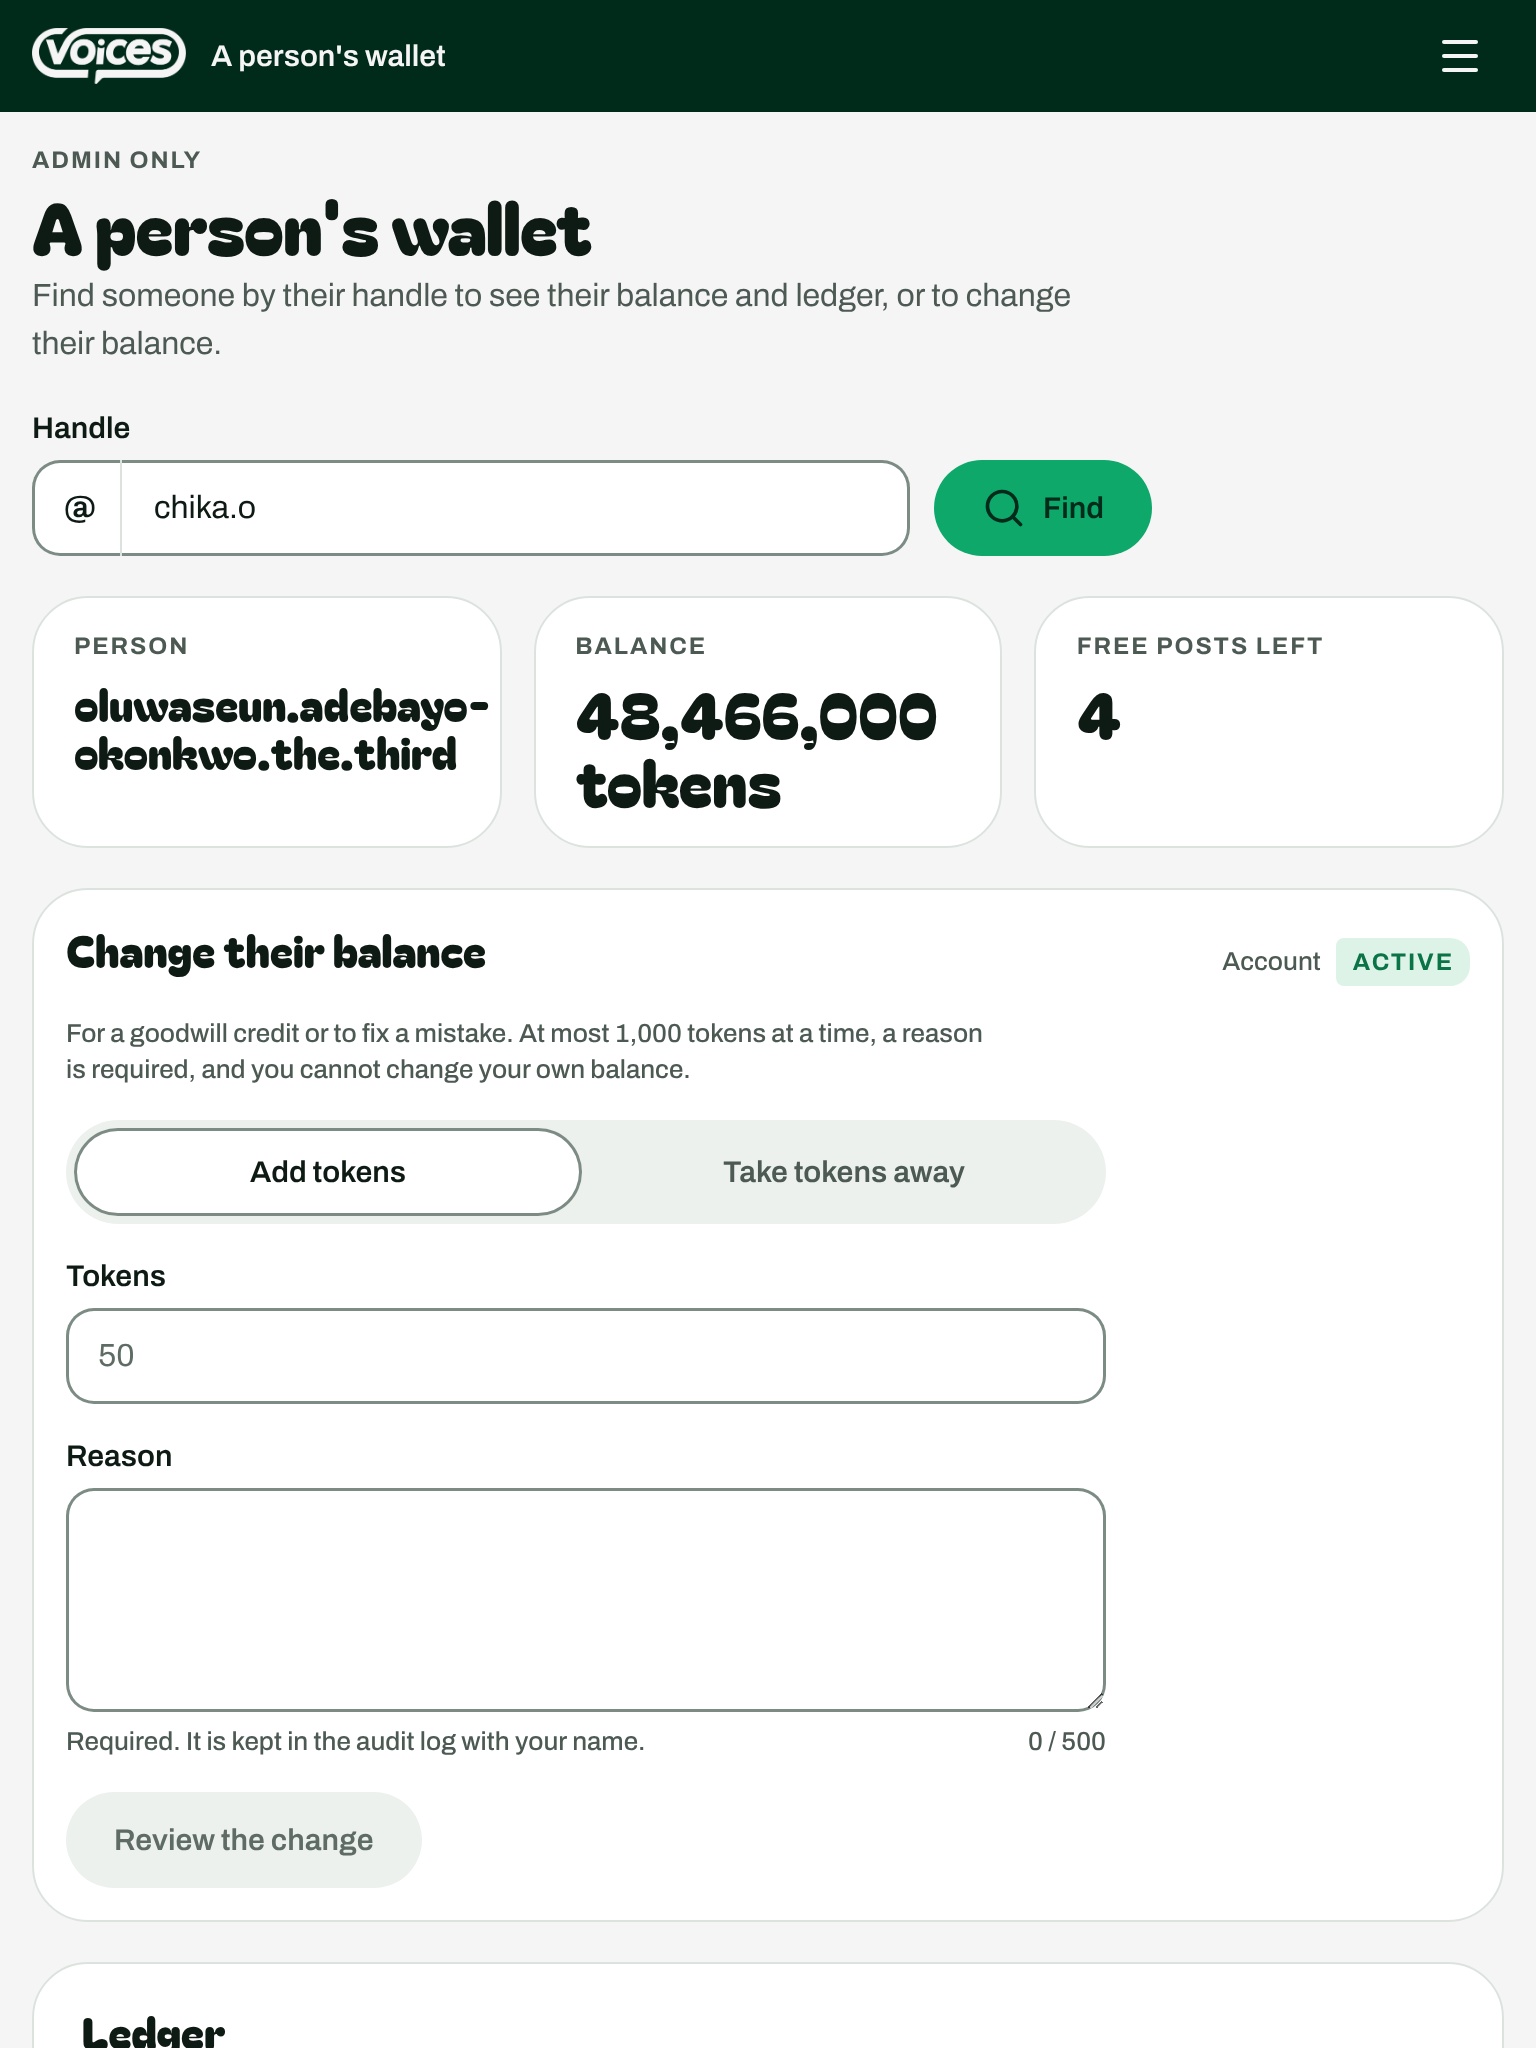 voices
A person's wallet
ADMIN ONLY
A person's wallet
Find someone by their handle to see their balance and ledger, or to change
their balance.
Handle
@ chika.o
Find
PERSON
oluwaseun.adebayo-
okonkwo.the.third
BALANCE
48,466,000
tokens
FREE POSTS LEFT
4
Change their balance
Account ACTIVE
For a goodwill credit or to fix a mistake. At most 1,000 tokens at a time, a reason
is required, and you cannot change your own balance.
Add tokens
Take tokens away
Tokens
50
Reason
Required. It is kept in the audit log with your name.
0 / 500
Review the change
Ledger